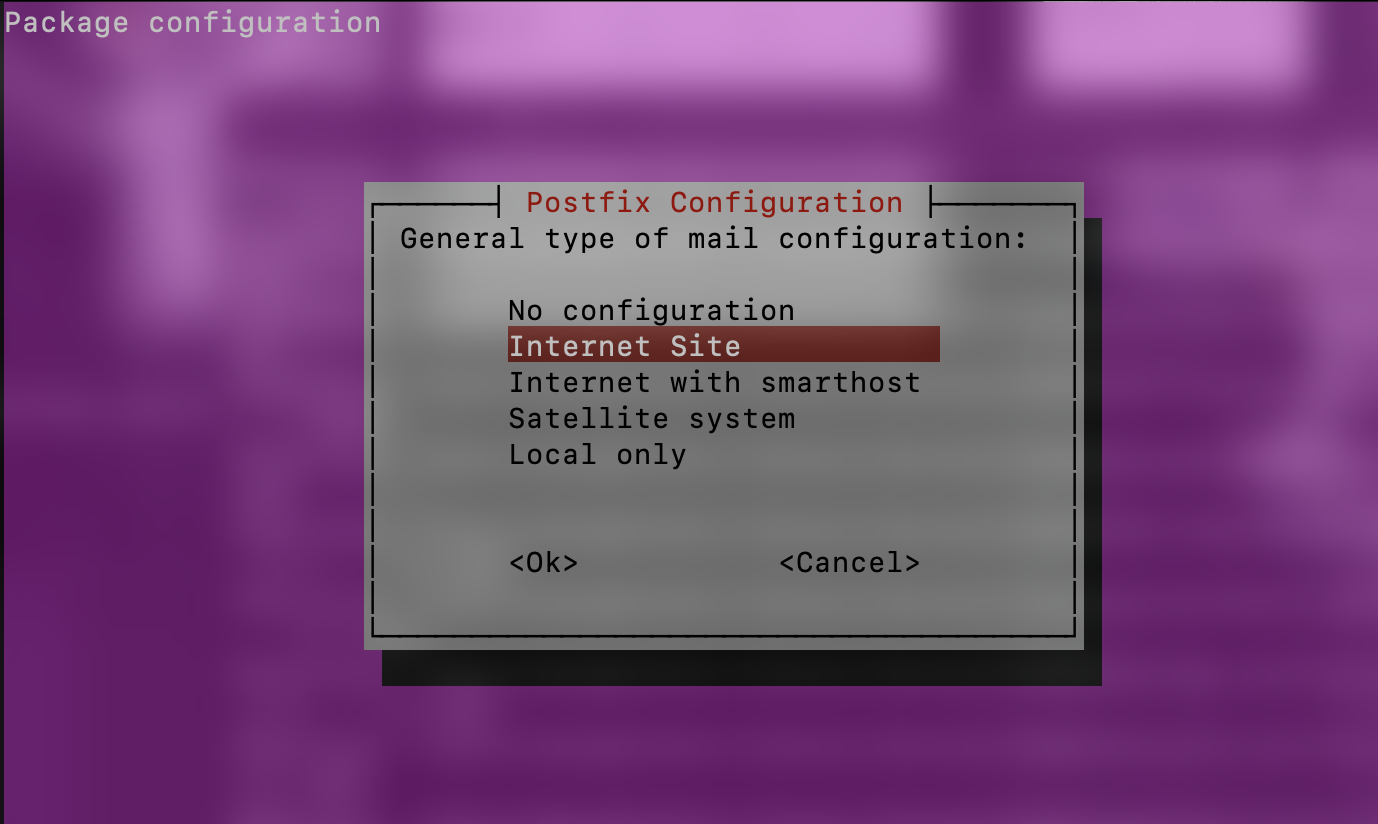 Package configuration
Postfix Configuration
General type of mail configuration:
No configuration
Internet Site
Internet with smarthost
Satellite system
Local only
<Ok> <Cancel>